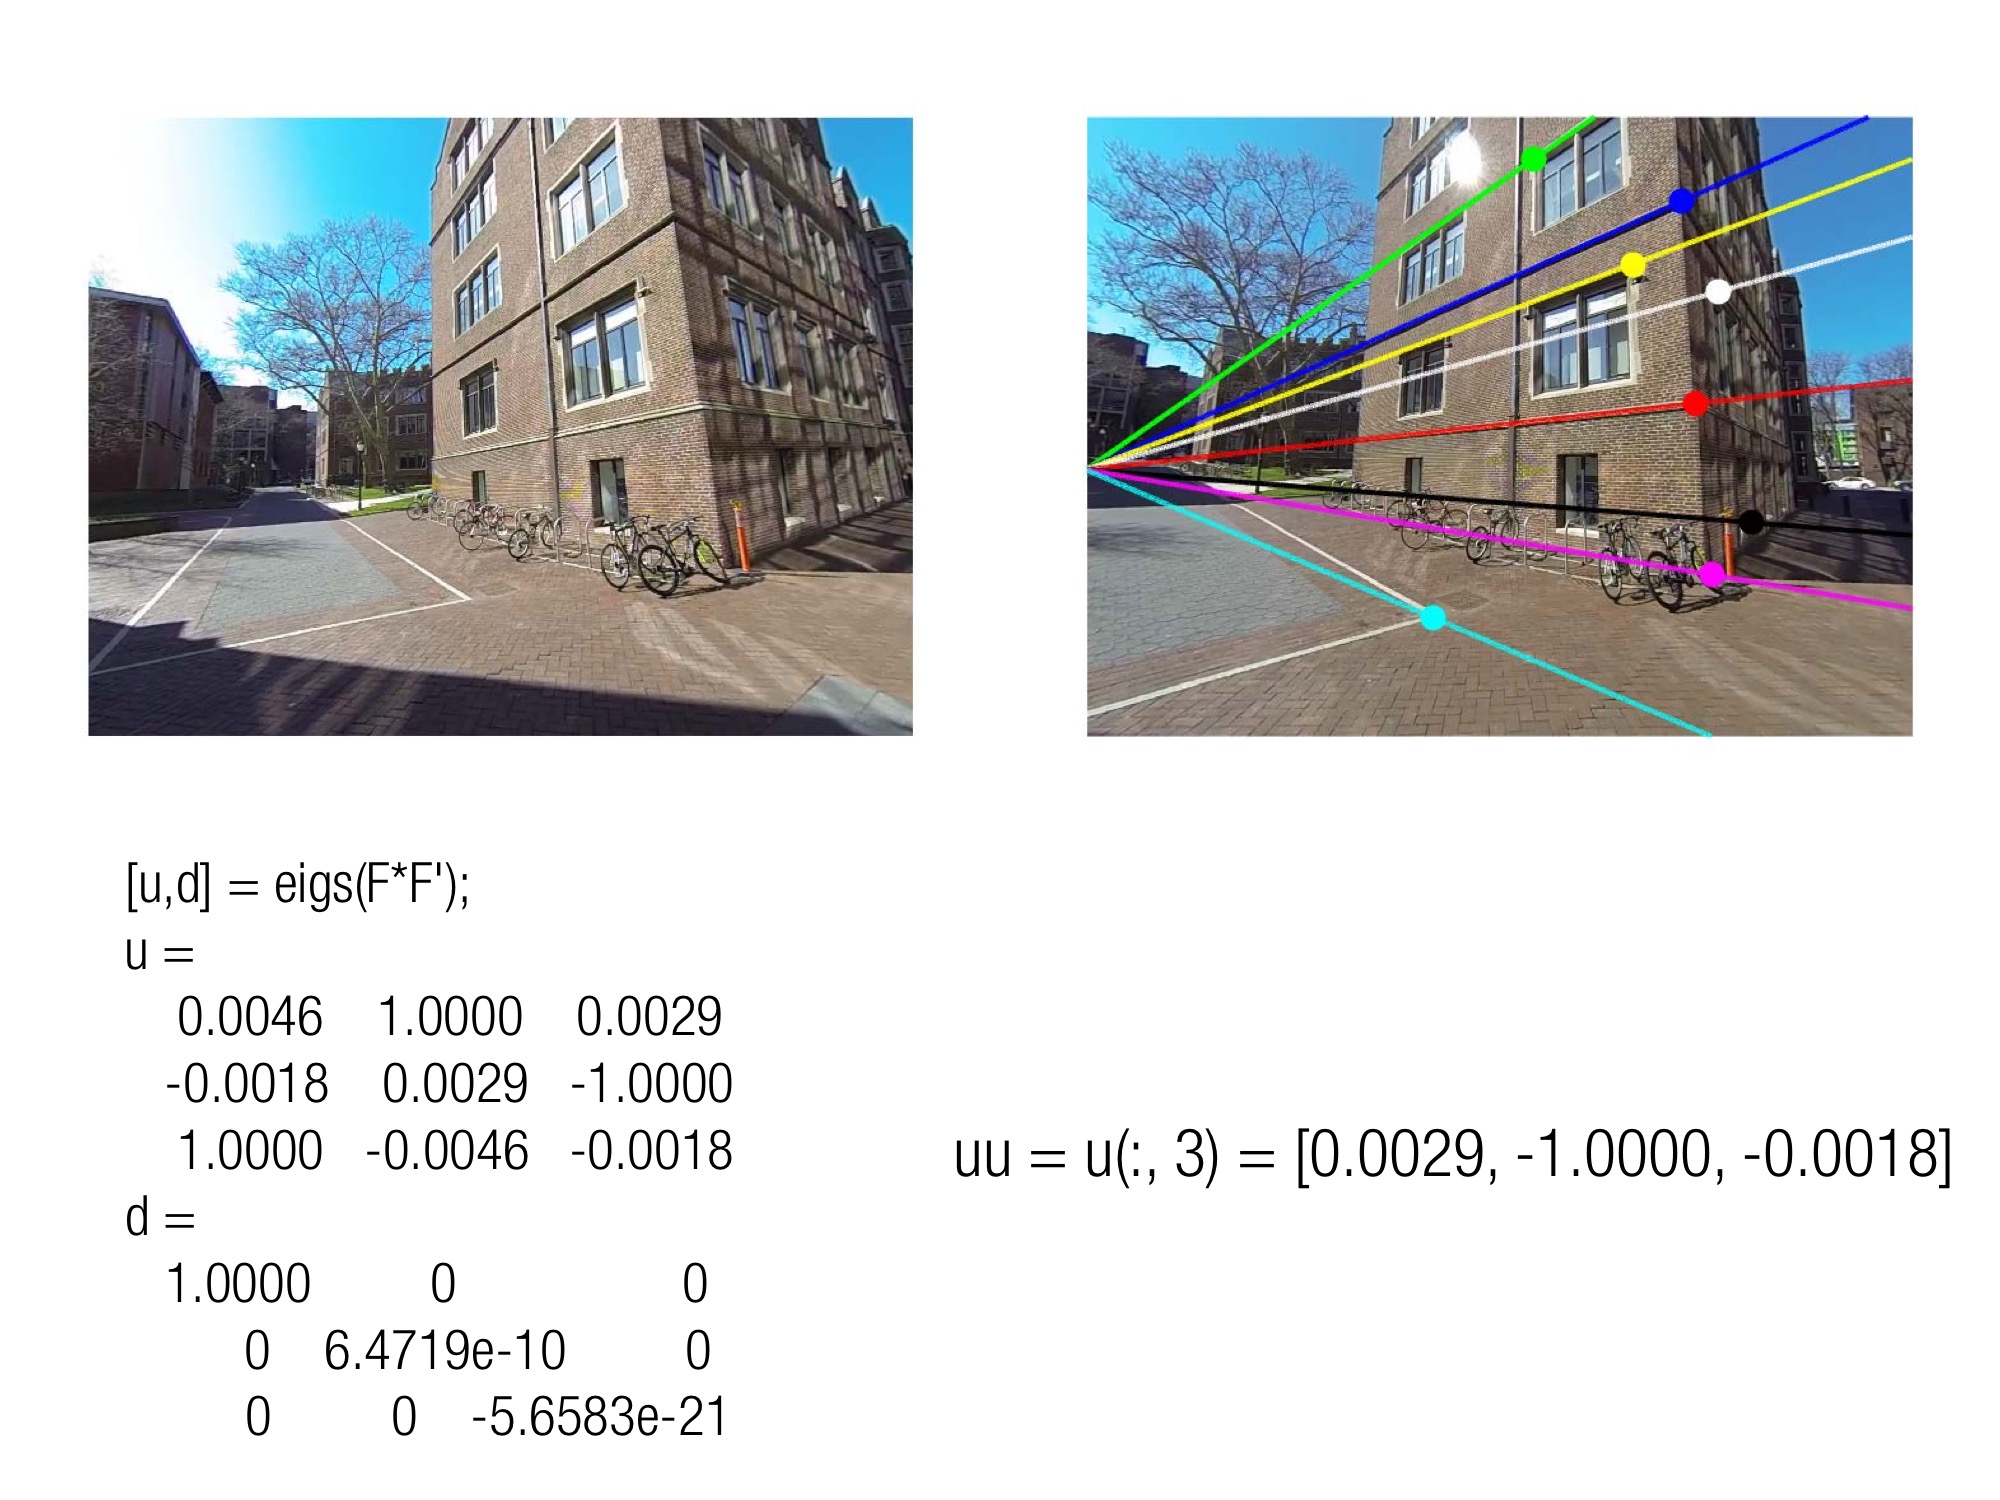 [u,d] = eigs(F*F');
u =
0.0046 1.0000 0.0029
-0.0018 0.0029 -1.0000
1.0000 -0.0046 -0.0018
uu = u(:, 3) = [0.0029, -1.0000, -0.0018]
d =
1.0000 0 0
0 6.4719e-10 0
0 0 -5.6583e-21